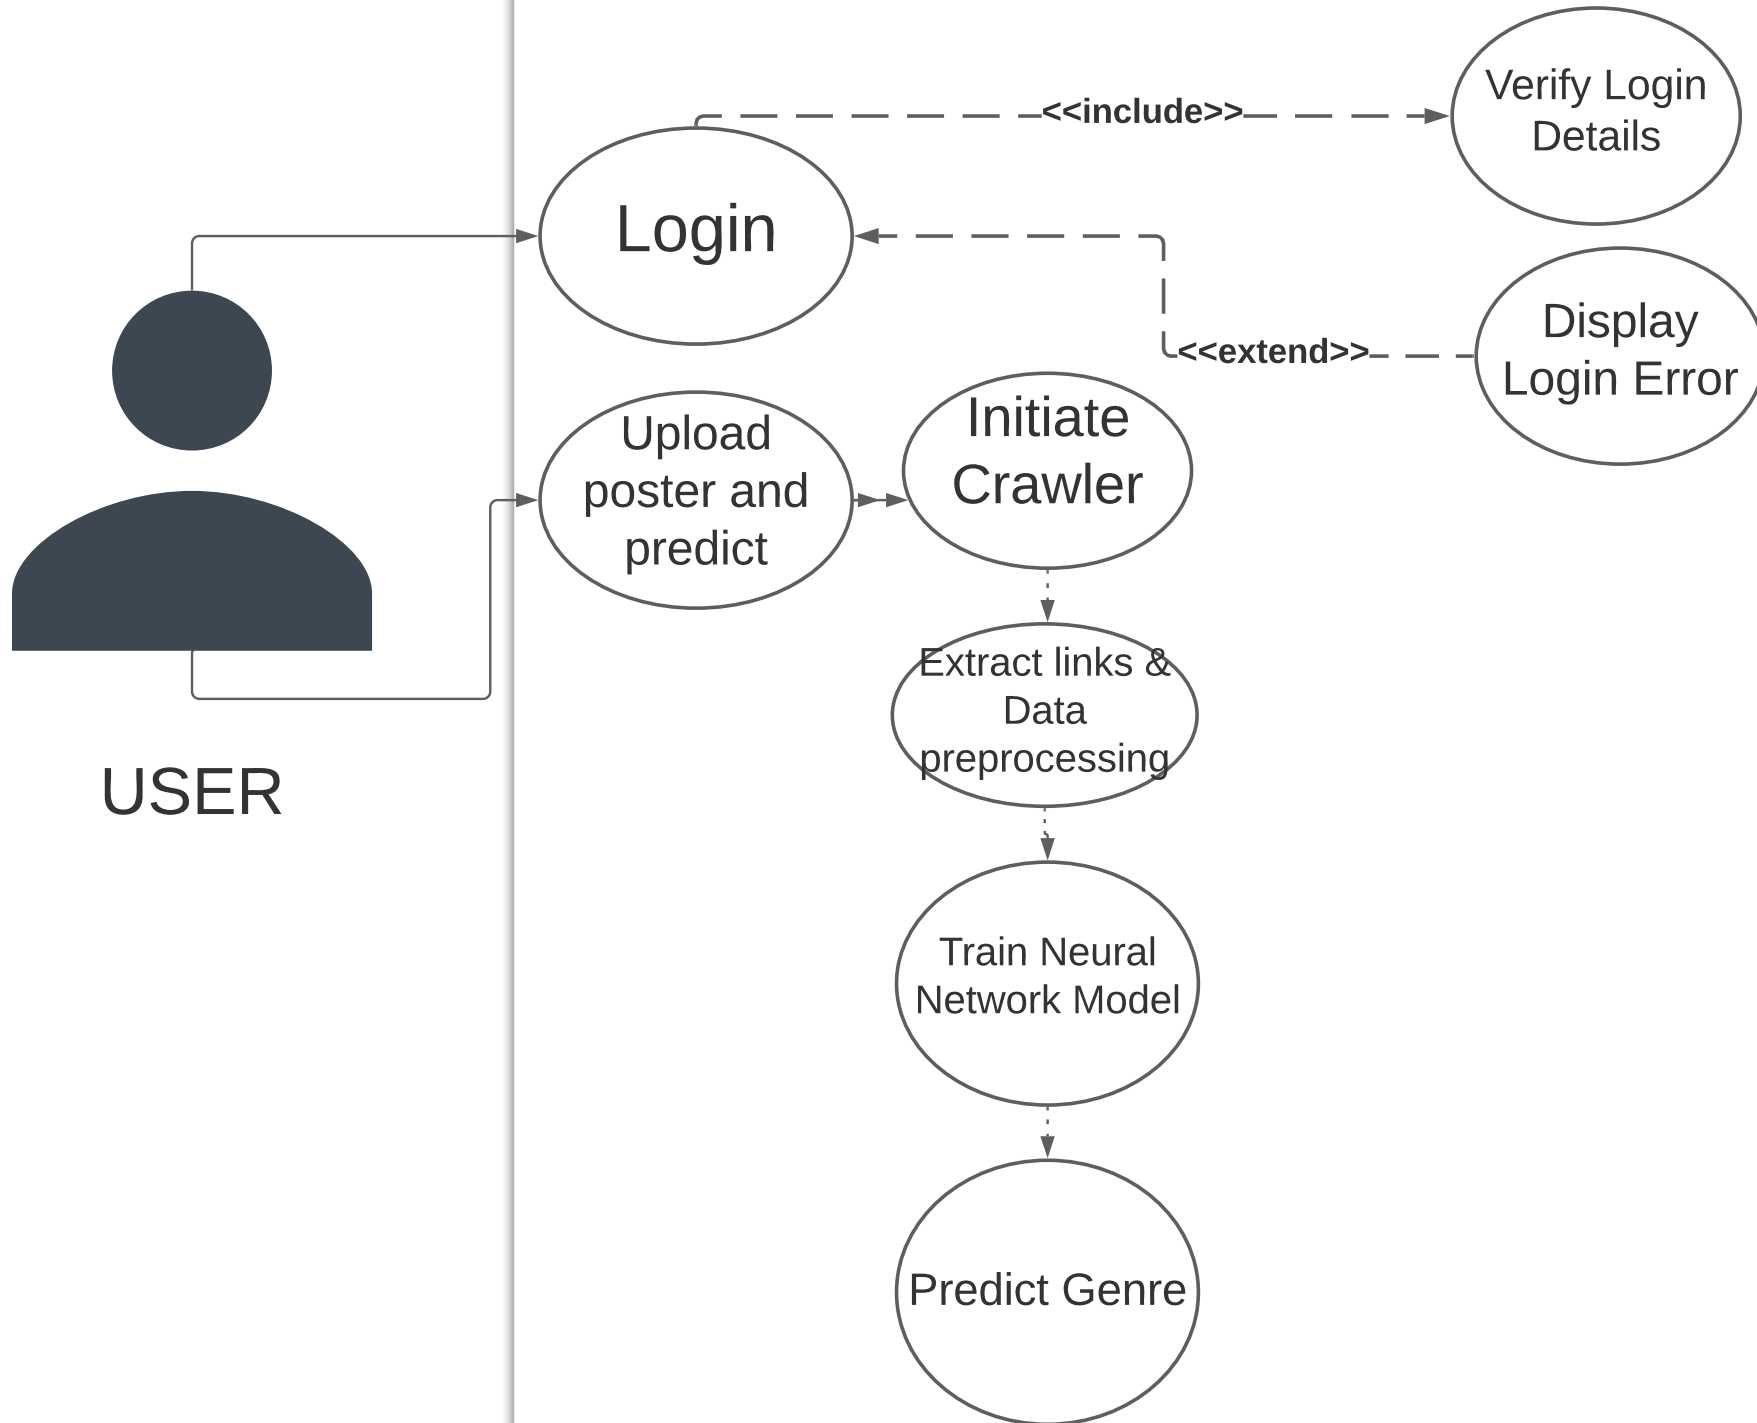 <<include>>
Verify Login
Details
Login
<<extend>>
Display
Login Error
Upload
poster and
predict
Initiate
Crawler
Extract links &
Data
preprocessing
USER
Train Neural
Network Model
Predict Genre